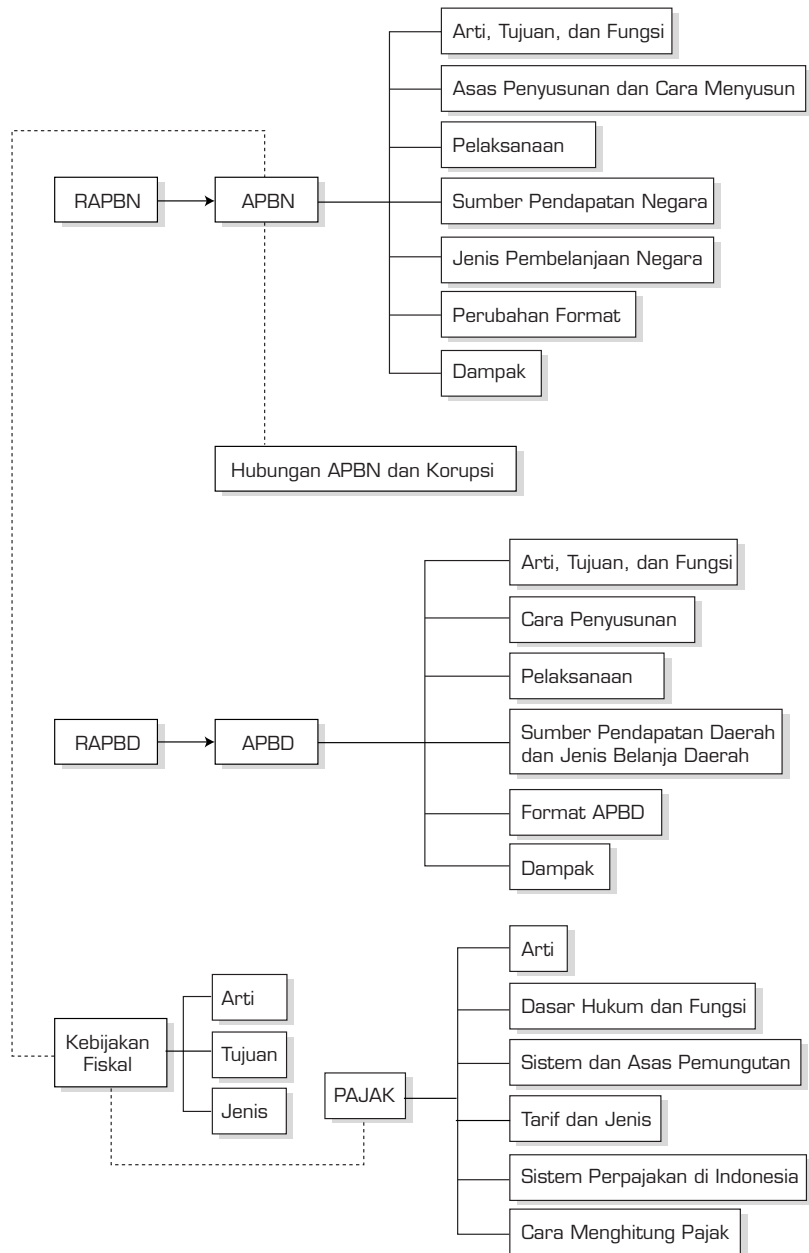 Arti, Tujuan, dan Fungsi
Asas Penyusunan dan Cara Menyusun
Pelaksanaan
RAPBN
APBN
Sumber Pendapatan Negara
Jenis Pembelanjaan Negara
Perubahan Format
Dampak
Hubungan APBN dan Korupsi
Arti, Tujuan, dan Fungsi
Cara Penyusunan
Pelaksanaan
RAPBD
APBD
Sumber Pendapatan Daerah
dan Jenis Belanja Daerah
Format APBD
Dampak
Kebijakan
Fiskal
Arti
Tujuan
Jenis
PAJAK
Arti
Dasar Hukum dan Fungsi
Sistem dan Asas Pemungutan
Tarif dan Jenis
Sistem Perpajakan di Indonesia
Cara Menghitung Pajak